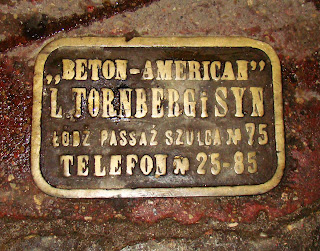 „BETON-AMERICAN”
L. TORNBERG i SYN
ŁÓDŹ PASSAŻ SZULCA № 75
TELEFON № 25-85